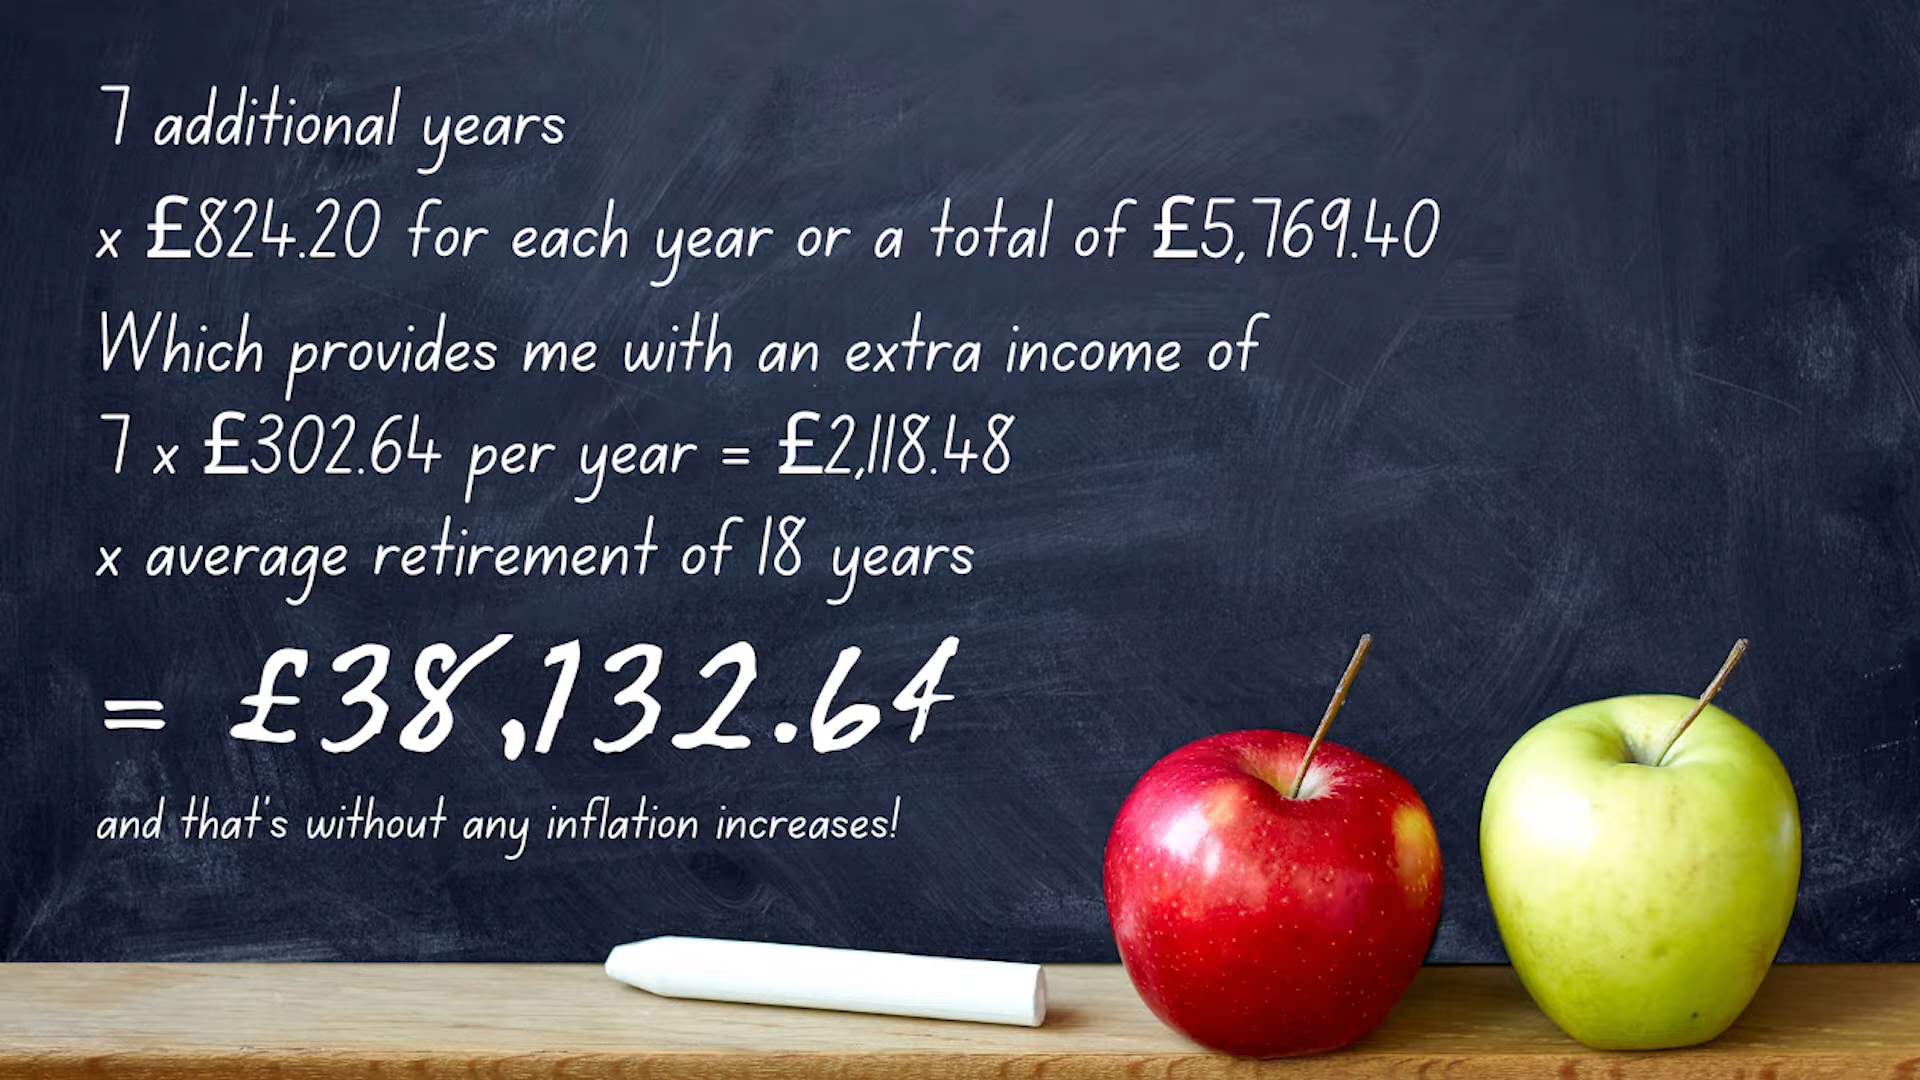 7 additional years
x £824.20 for each year or a total of £5,769.40
Which provides me with an extra income of
7 x £302.64 per year = £2,118.48
x average retirement of 18 years
= £38,132.64
and that's without any inflation increases!